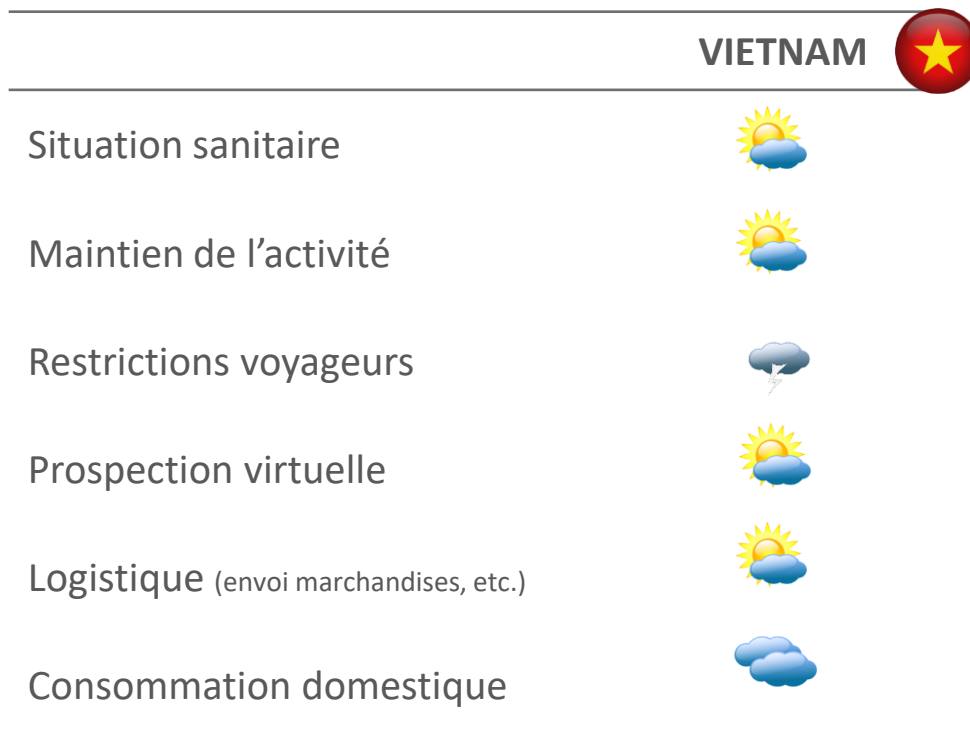 VIETNAM
Situation sanitaire
Maintien de l’activité
Restrictions voyageurs
Prospection virtuelle
Logistique (envoi marchandises, etc.)
Consommation domestique